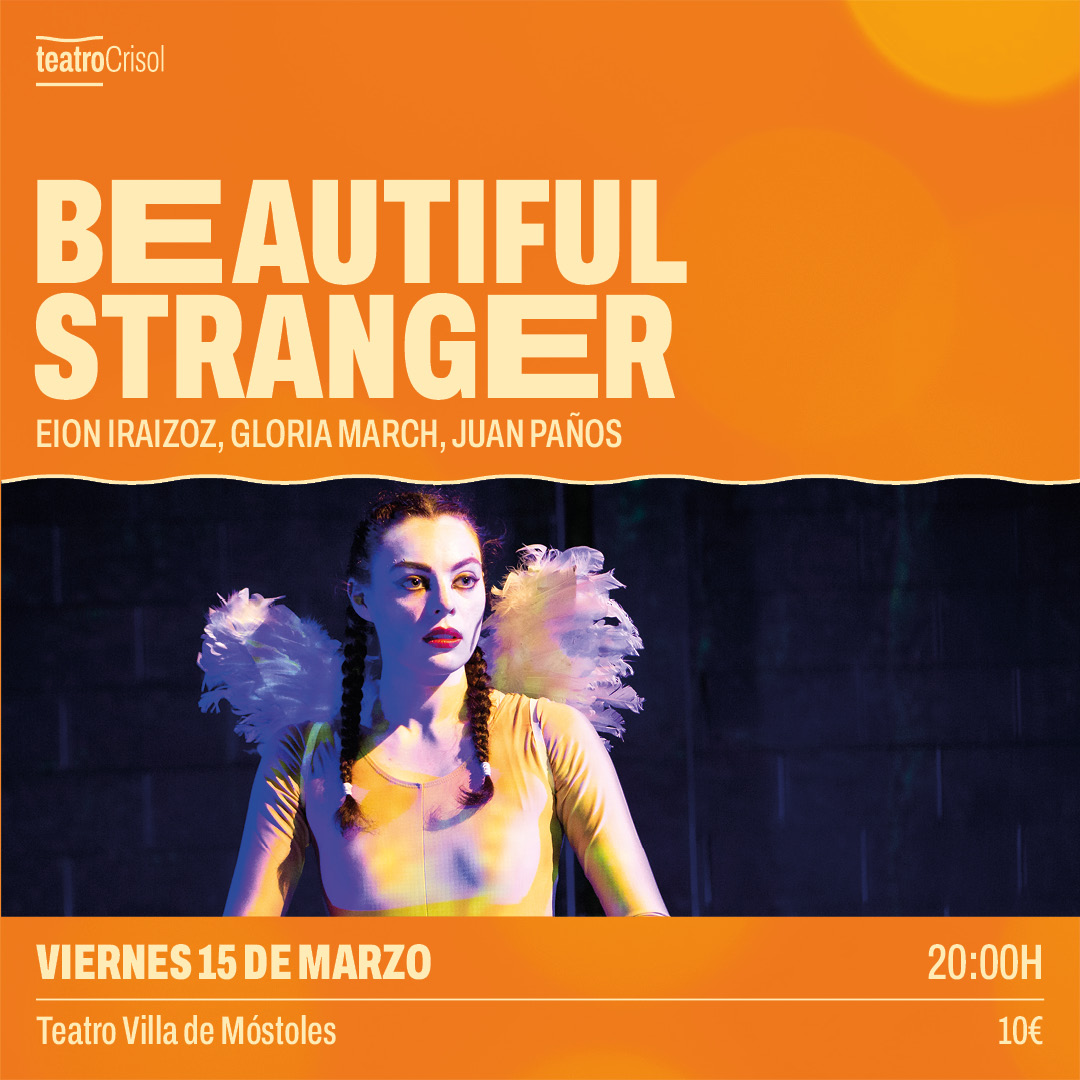 teatroCrisol
BEAUTIFUL
STRANGER
EION IRAIZOZ, GLORIA MARCH, JUAN PAÑOS
VIERNES 15 DE MARZO
20:00H
Teatro Villa de Móstoles
10€